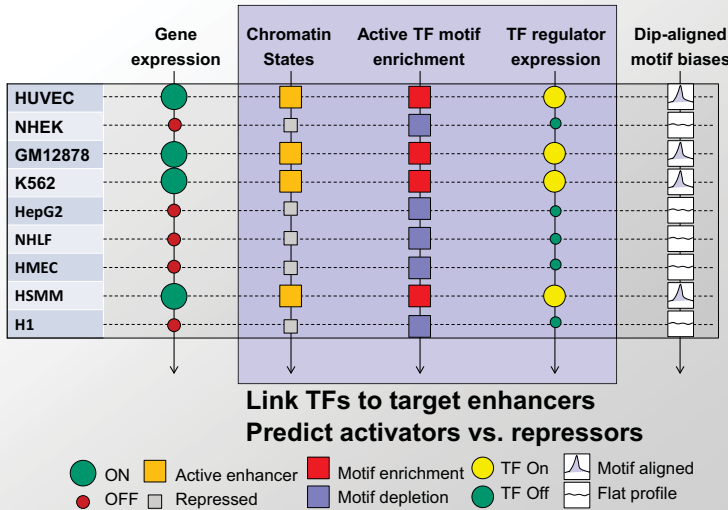 Gene expression
Chromatin States
Active TF motif enrichment
TF regulator expression
Dip-aligned motif biases
HUVEC
NHEK
GM12878
K562
HepG2
NHLF
HMEC
HSMM
H1
Link TFs to target enhancers
Predict activators vs. repressors
ON
Active enhancer
Motif enrichment
TF On
Motif aligned
OFF
Repressed
Motif depletion
TF Off
Flat profile